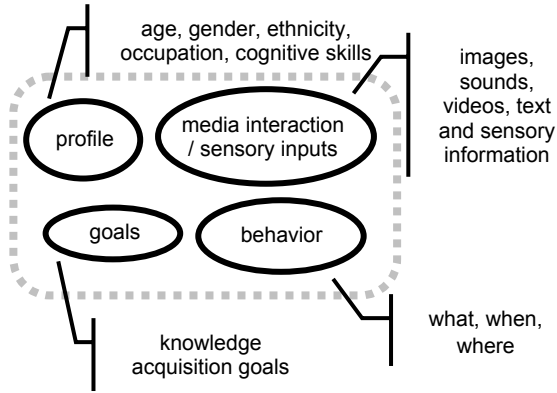 age, gender, ethnicity,
occupation, cognitive skills
images,
sounds,
videos, text
and sensory
information
profile
media interaction
/ sensory inputs
goals
behavior
what, when,
where
knowledge
acquisition goals